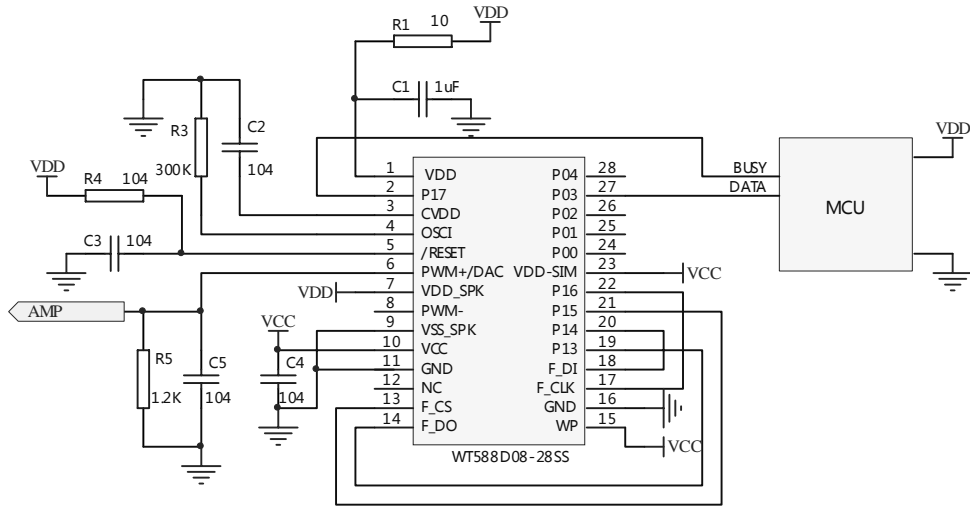 VDD
R1 10
C1 1uF
R3
300K
C2
104
VDD
R4 104
C3 104
AMP
R5
1.2K
C5
104
VDD
VCC
C4
104
1 VDD
2 P17
3 CVDD
4 OSCI
5 /RESET
6 PWM+/DAC
7 VDD_SPK
8 PWM-
9 VSS_SPK
10 VCC
11 GND
12 NC
13 F_CS
14 F_DO
P04 28
P03 27
P02 26
P01 25
P00 24
VDD-SIM 23
P16 22
P15 21
P14 20
P13 19
F_DI 18
F_CLK 17
GND 16
WP 15
WT588D08-28SS
VCC
VCC
BUSY
DATA
MCU
VDD